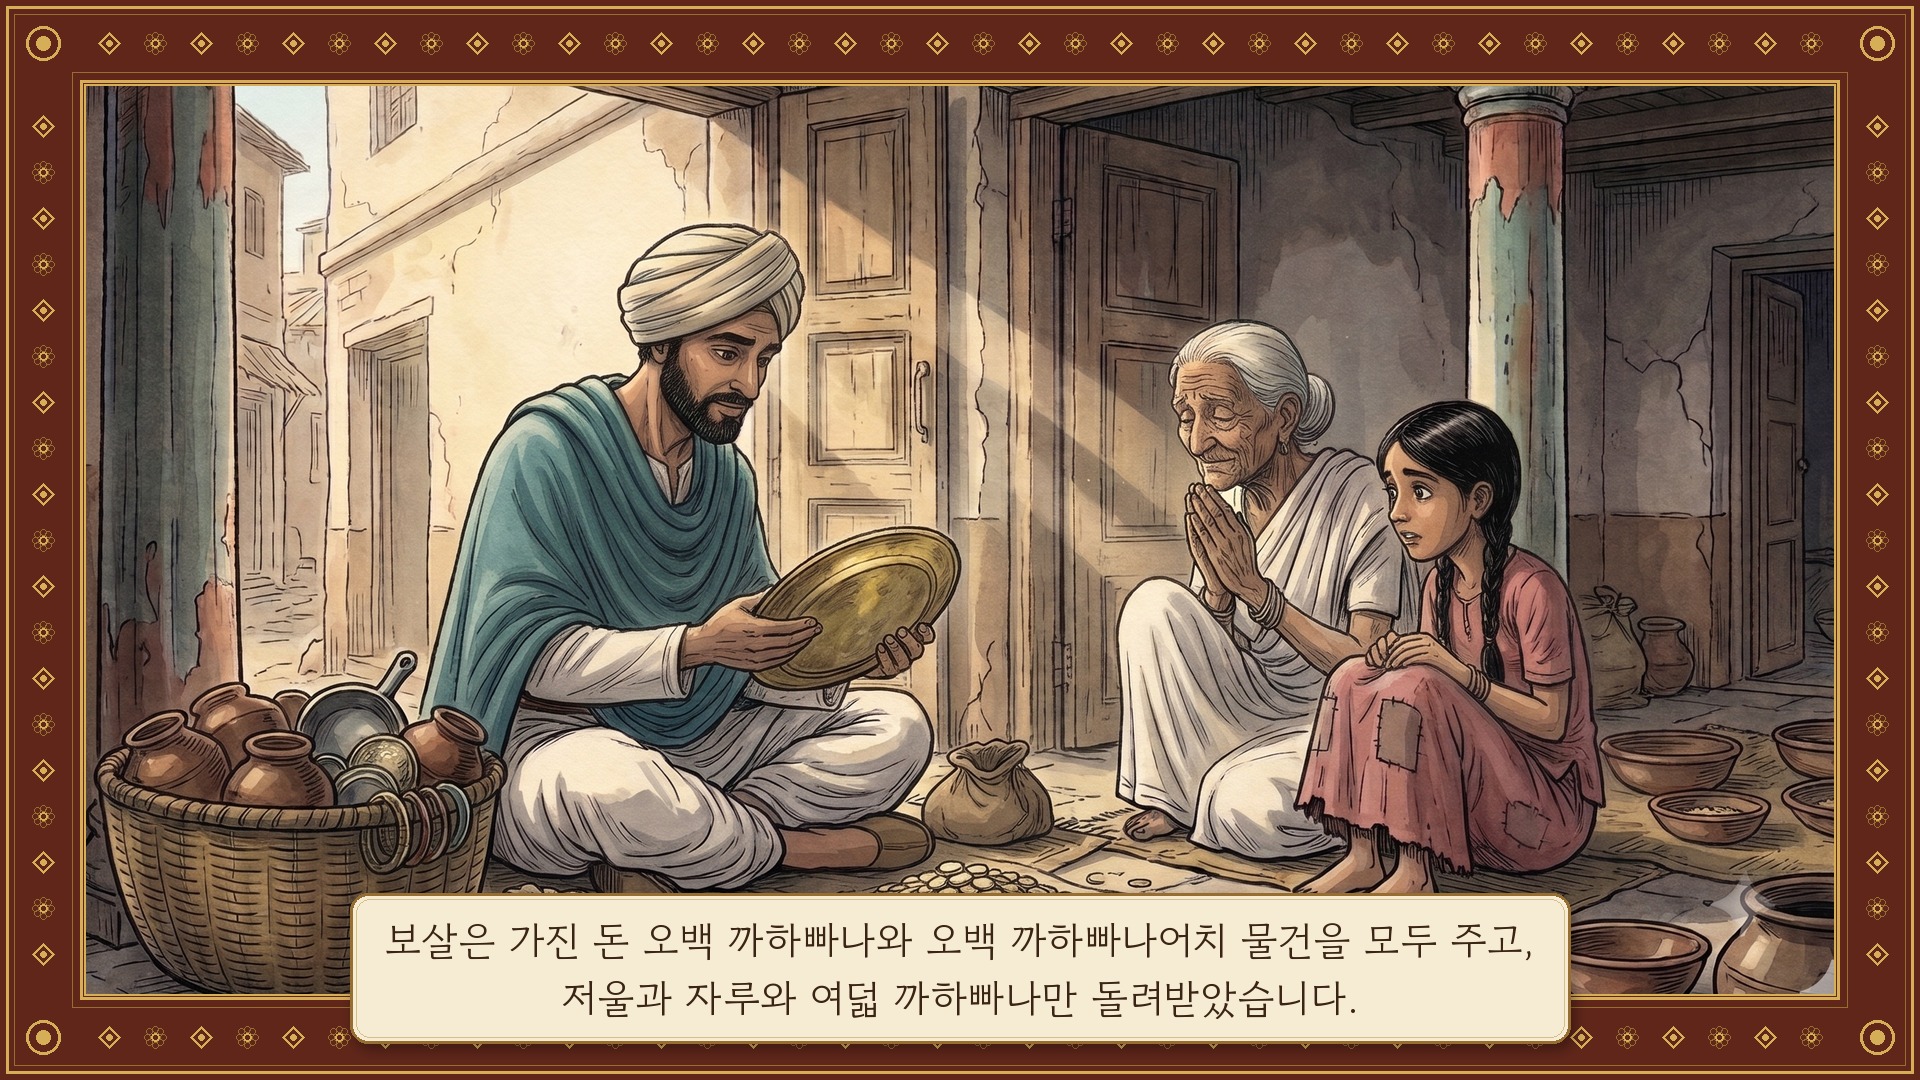 보살은 가진 돈 오백 까하빠나와 오백 까하빠나어치 물건을 모두 주고,
저울과 자루와 여덟 까하빠나만 돌려받았습니다.